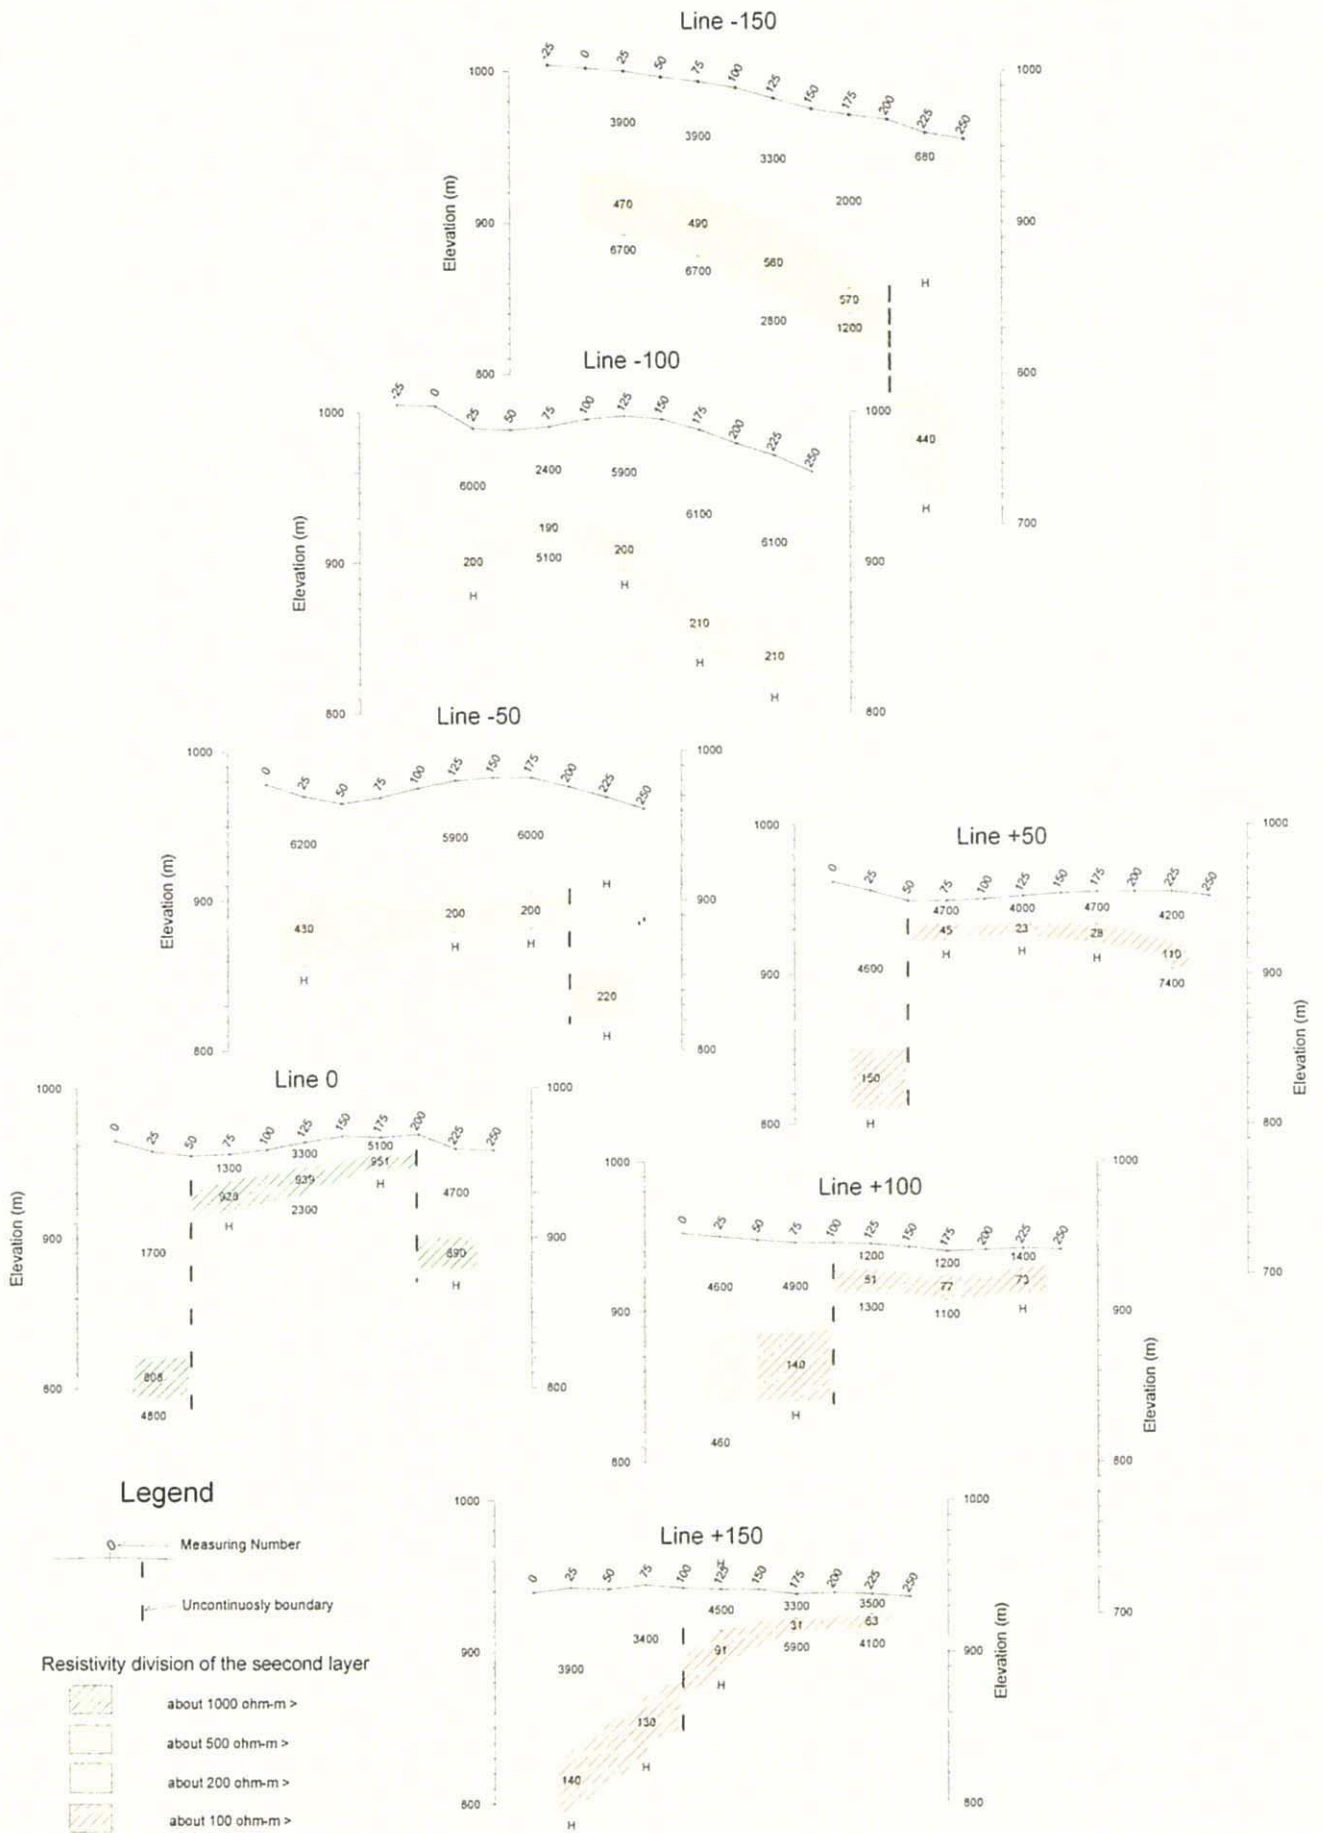 Line -150
-25 0 25 50 75 100 125 150 175 200 225 250
1000 1000
3900 3900 3300 680
Elevation (m)
2000
470 490
900 900
6700 6700 560 H
570
2800 1200
800 800
440
H
700
Line -100
-25 0 25 50 75 100 125 150 175 200 225 250
1000 1000
6000 2400 5900
6100 6100
Elevation (m)
190 200
200 5100
900 900
H H
210 210
H H
800 800
Line -50
0 25 50 75 100 125 150 175 200 225 250
1000 1000
6200 5900 6000
H
Elevation (m)
900 900
430 200 200
H H H
220
H
800 800
Line +50
0 25 50 75 100 125 150 175 200 225 250
1000 1000
4700 4000 4700 4200
45 23 28 110
4600 H H H 7400
900 900
Elevation (m)
150
H
800 800
700
Line 0
0 25 50 75 100 125 150 175 200 225 250
1000 1000
1300 3300 5100
928 939 951 4700
H 2300 H
Elevation (m)
1700
900 900
890
H
808
800 800
4800
Line +100
0 25 50 75 100 125 150 175 200 225 250
1000 1000
1200 1200 1400
4600 4900 51 77 73
1300 1100 H
900 900
Elevation (m)
140
H
460
800 800
700
Line +150
H
0 25 50 75 100 125 150 175 200 225 250
1000 1000
4500 3300 3500
3400 91 31 63
3900 H 5900 4100
900 900
Elevation (m)
130
H
140
H
800 800
Legend
0 Measuring Number
Uncontinuosly boundary
Resistivity division of the seecond layer
about 1000 ohm-m >
about 500 ohm-m >
about 200 ohm-m >
about 100 ohm-m >